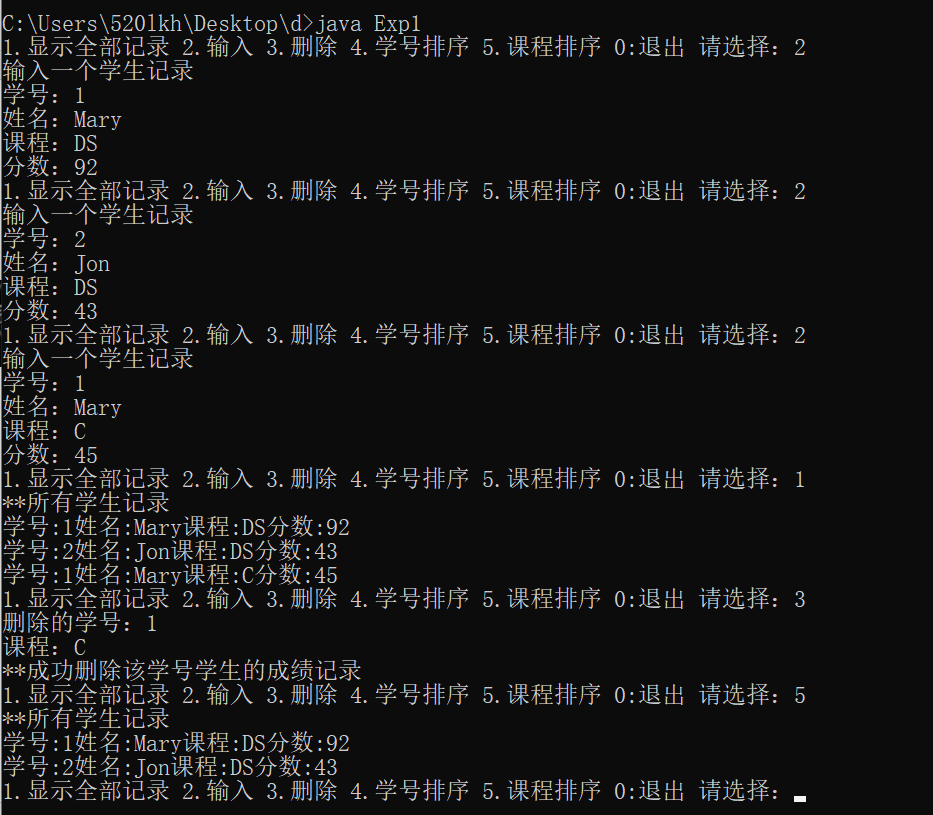 C:\Users\520lkh\Desktop\d>java Exp1
1.显示全部记录 2.输入 3.删除 4.学号排序 5.课程排序 0:退出 请选择：2
输入一个学生记录
学号：1
姓名：Mary
课程：DS
分数：92
1.显示全部记录 2.输入 3.删除 4.学号排序 5.课程排序 0:退出 请选择：2
输入一个学生记录
学号：2
姓名：Jon
课程：DS
分数：43
1.显示全部记录 2.输入 3.删除 4.学号排序 5.课程排序 0:退出 请选择：2
输入一个学生记录
学号：1
姓名：Mary
课程：C
分数：45
1.显示全部记录 2.输入 3.删除 4.学号排序 5.课程排序 0:退出 请选择：1
**所有学生记录
学号:1姓名:Mary课程:DS分数:92
学号:2姓名:Jon课程:DS分数:43
学号:1姓名:Mary课程:C分数:45
1.显示全部记录 2.输入 3.删除 4.学号排序 5.课程排序 0:退出 请选择：3
删除的学号：1
课程：C
**成功删除该学号学生的成绩记录
1.显示全部记录 2.输入 3.删除 4.学号排序 5.课程排序 0:退出 请选择：5
**所有学生记录
学号:1姓名:Mary课程:DS分数:92
学号:2姓名:Jon课程:DS分数:43
1.显示全部记录 2.输入 3.删除 4.学号排序 5.课程排序 0:退出 请选择：